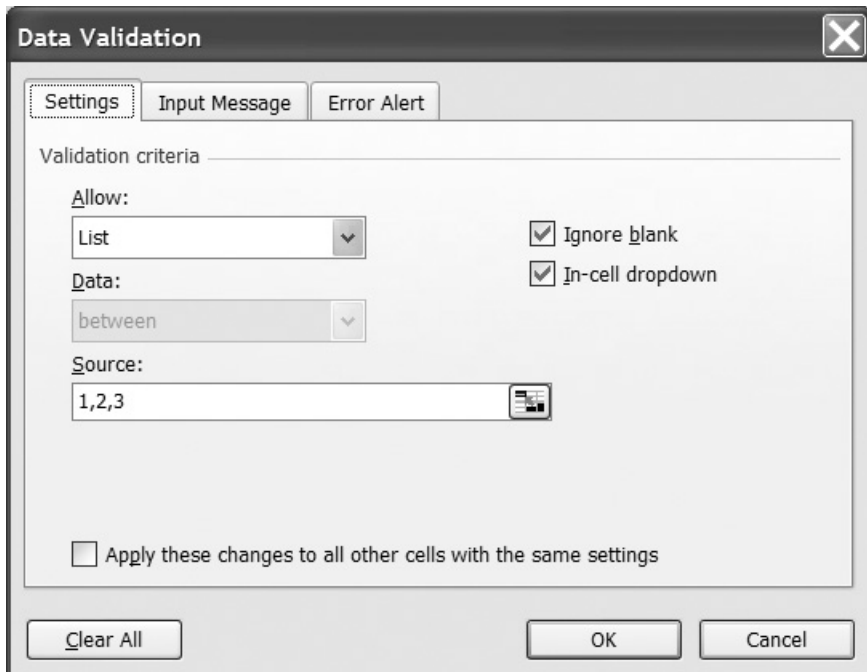 Data Validation
Settings
Input Message
Error Alert
Validation criteria
Allow:
List
Ignore blank
Data:
In-cell dropdown
between
Source:
1,2,3
Apply these changes to all other cells with the same settings
Clear All
OK
Cancel